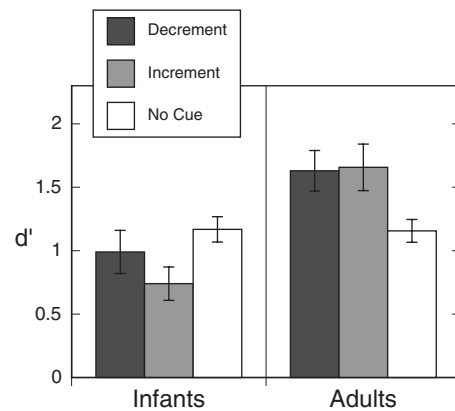 Decrement
Increment
No Cue
2
1.5
1
0.5
0
d'
Infants
Adults